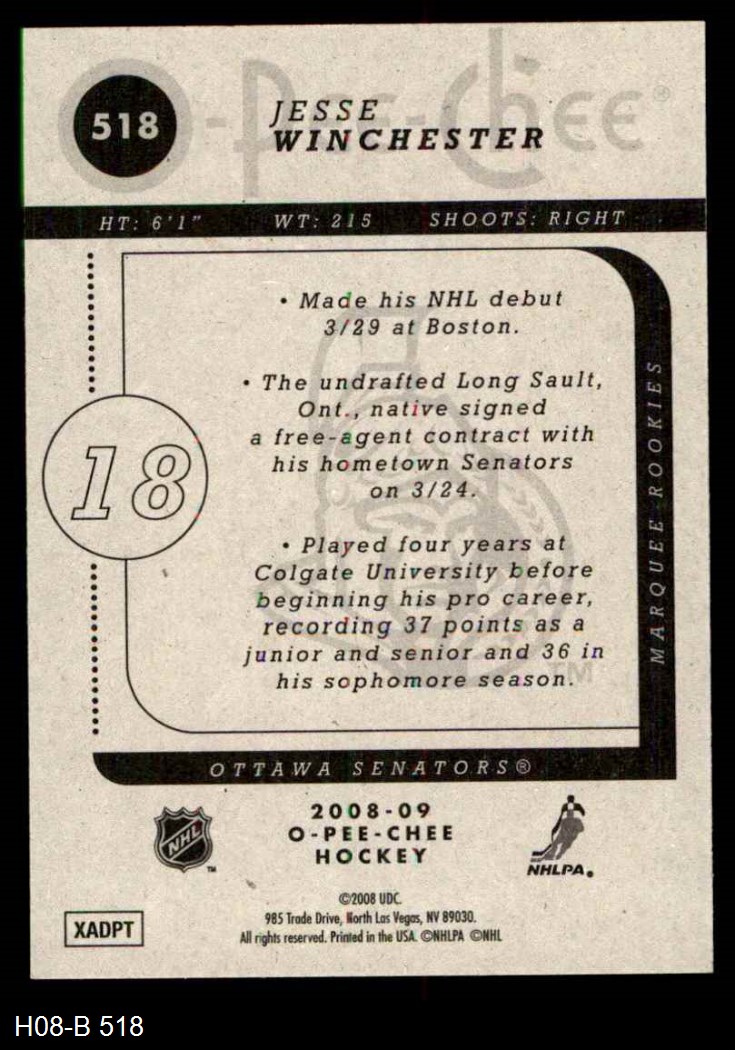 518
O-Pee-Chee®
JESSE
WINCHESTER
HT: 6'1"
WT: 215
SHOOTS: RIGHT
• Made his NHL debut
3/29 at Boston.
• The undrafted Long Sault,
Ont., native signed
a free-agent contract with
his hometown Senators
on 3/24.
18
• Played four years at
Colgate University before
beginning his pro career,
recording 37 points as a
junior and senior and 36 in
his sophomore season.
TM
MARQUEE ROOKIES
OTTAWA SENATORS®
NHL
TM
2008-09
O-PEE-CHEE
HOCKEY
NHLPA.
©2008 UDC.
985 Trade Drive, North Las Vegas, NV 89030.
All rights reserved. Printed in the USA. ©NHLPA ©NHL
XADPT
H08-B 518